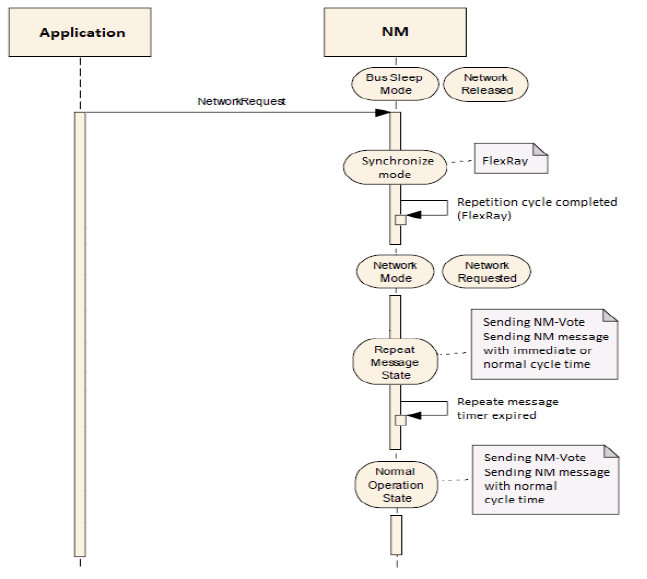 Application
NM
Bus Sleep
Mode
Network
Released
NetworkRequest
Synchronize
mode
FlexRay
Repetition cycle completed
(FlexRay)
Network
Mode
Network
Requested
Sending NM-Vote
Sending NM message
with immediate or
normal cycle time
Repeat
Message
State
Repeate message
timer expired
Sending NM-Vote
Sending NM message
with normal
cycle time
Normal
Operation
State